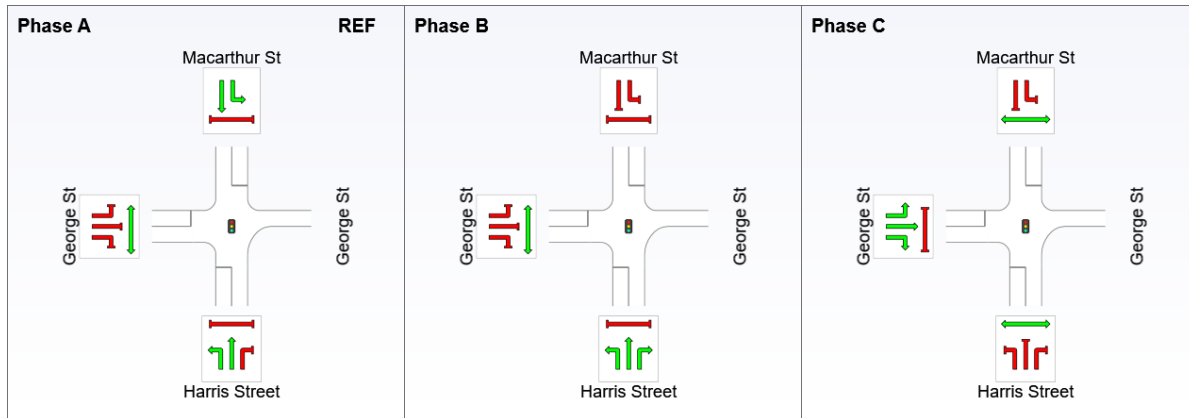 Phase A
REF
Macarthur St
George St
George St
Harris Street
Phase B
Macarthur St
George St
George St
Harris Street
Phase C
Macarthur St
George St
George St
Harris Street